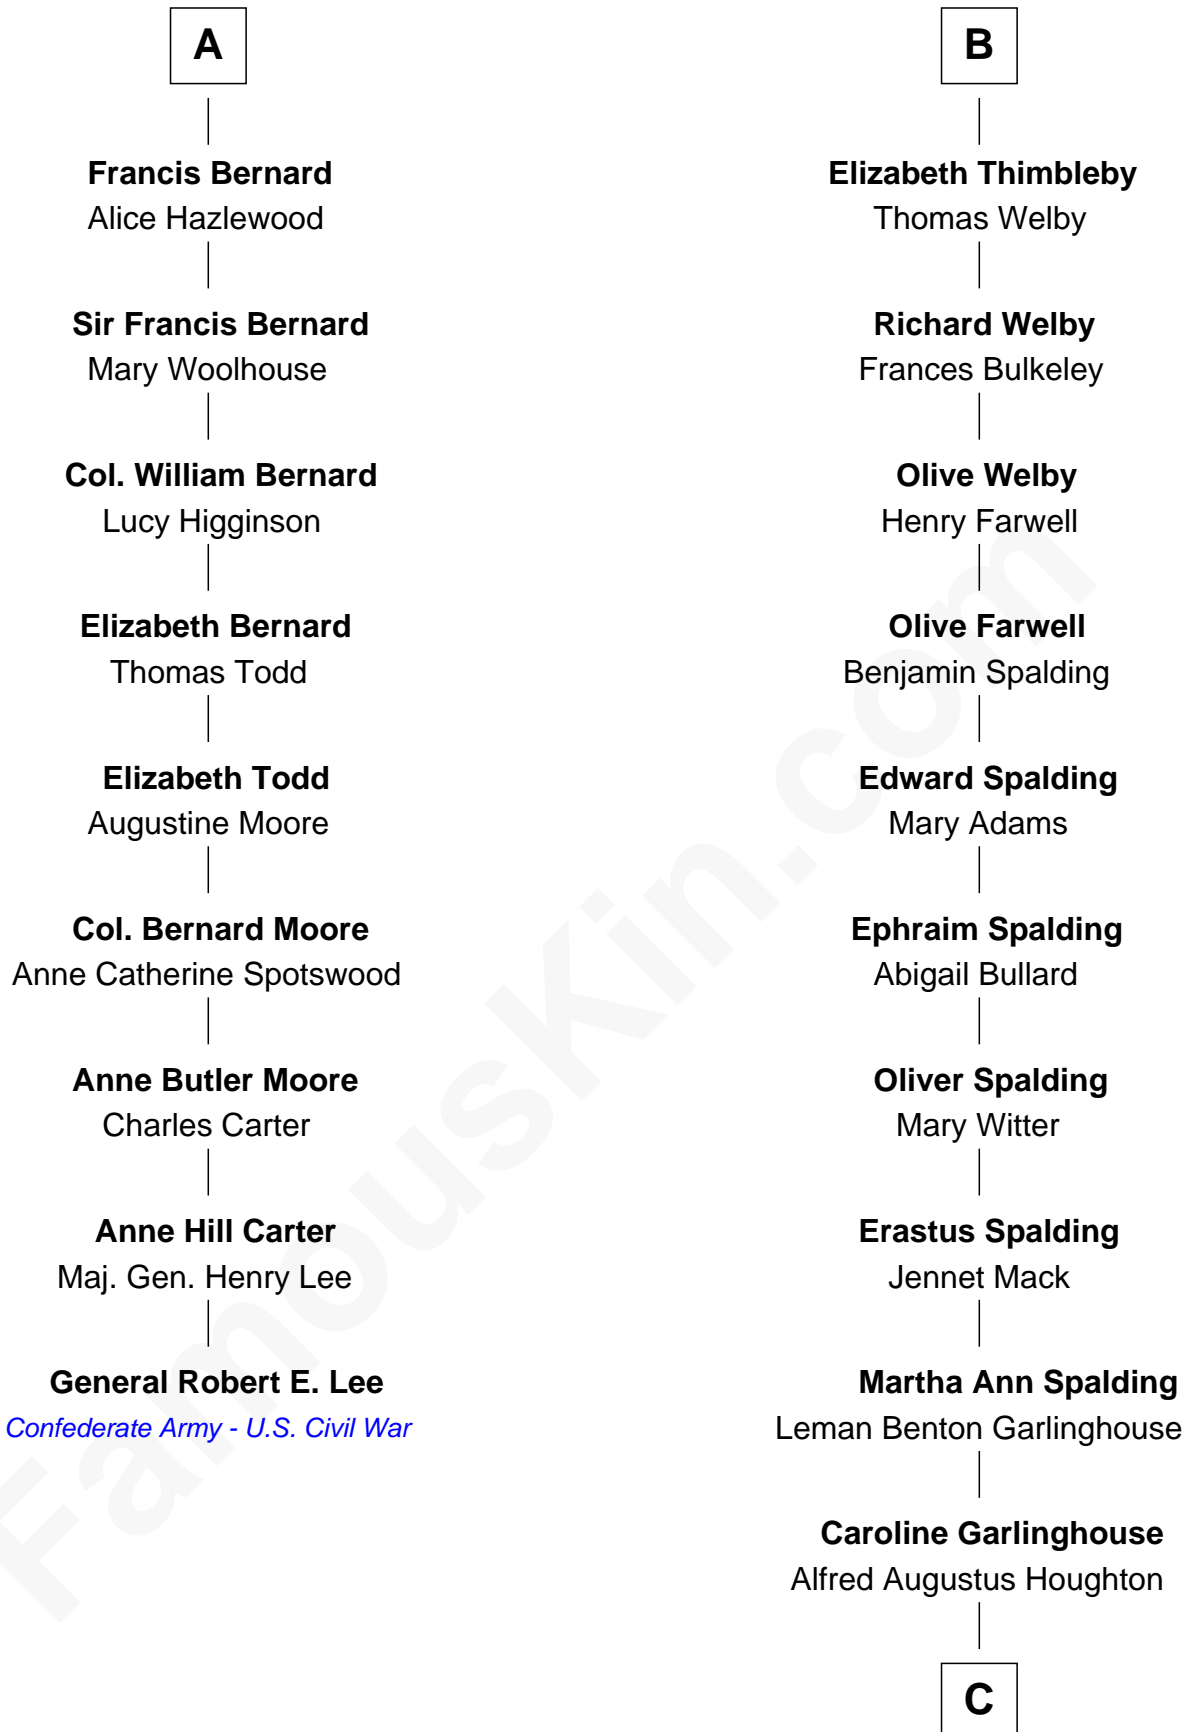 A
Francis Bernard
Alice Hazlewood
Sir Francis Bernard
Mary Woolhouse
Col. William Bernard
Lucy Higginson
Elizabeth Bernard
Thomas Todd
Elizabeth Todd
Augustine Moore
Col. Bernard Moore
Anne Catherine Spotswood
Anne Butler Moore
Charles Carter
Anne Hill Carter
Maj. Gen. Henry Lee
General Robert E. Lee
Confederate Army - U.S. Civil War
B
Elizabeth Thimbleby
Thomas Welby
Richard Welby
Frances Bulkeley
Olive Welby
Henry Farwell
Olive Farwell
Benjamin Spalding
Edward Spalding
Mary Adams
Ephraim Spalding
Abigail Bullard
Oliver Spalding
Mary Witter
Erastus Spalding
Jennet Mack
Martha Ann Spalding
Leman Benton Garlinghouse
Caroline Garlinghouse
Alfred Augustus Houghton
C
FamousKin.com